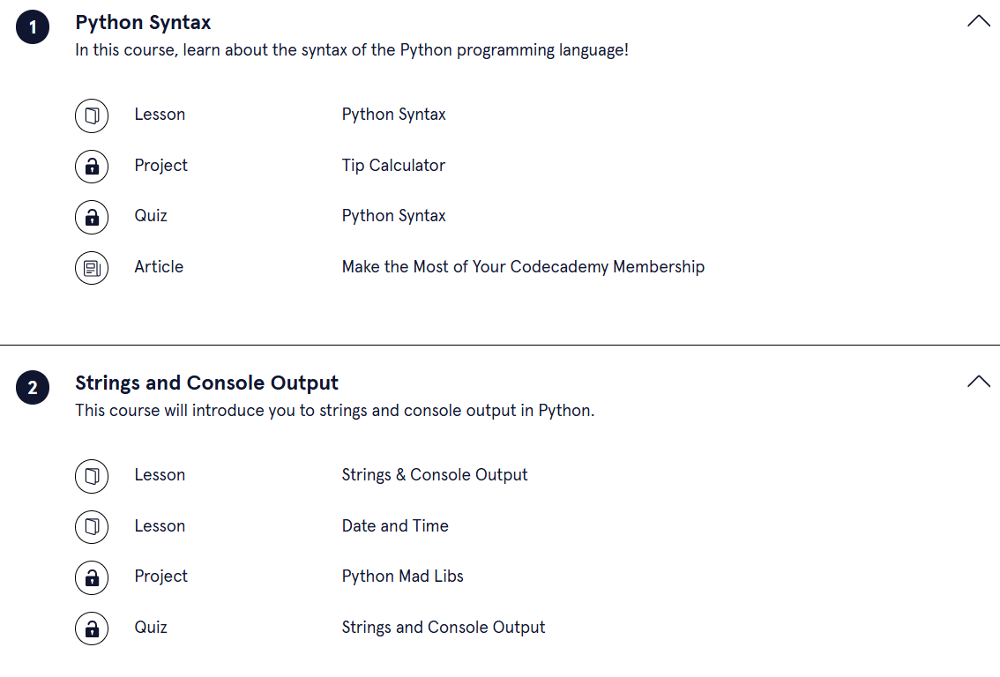 1 Python Syntax
In this course, learn about the syntax of the Python programming language!
Lesson Python Syntax
Project Tip Calculator
Quiz Python Syntax
Article Make the Most of Your Codecademy Membership
2 Strings and Console Output
This course will introduce you to strings and console output in Python.
Lesson Strings & Console Output
Lesson Date and Time
Project Python Mad Libs
Quiz Strings and Console Output